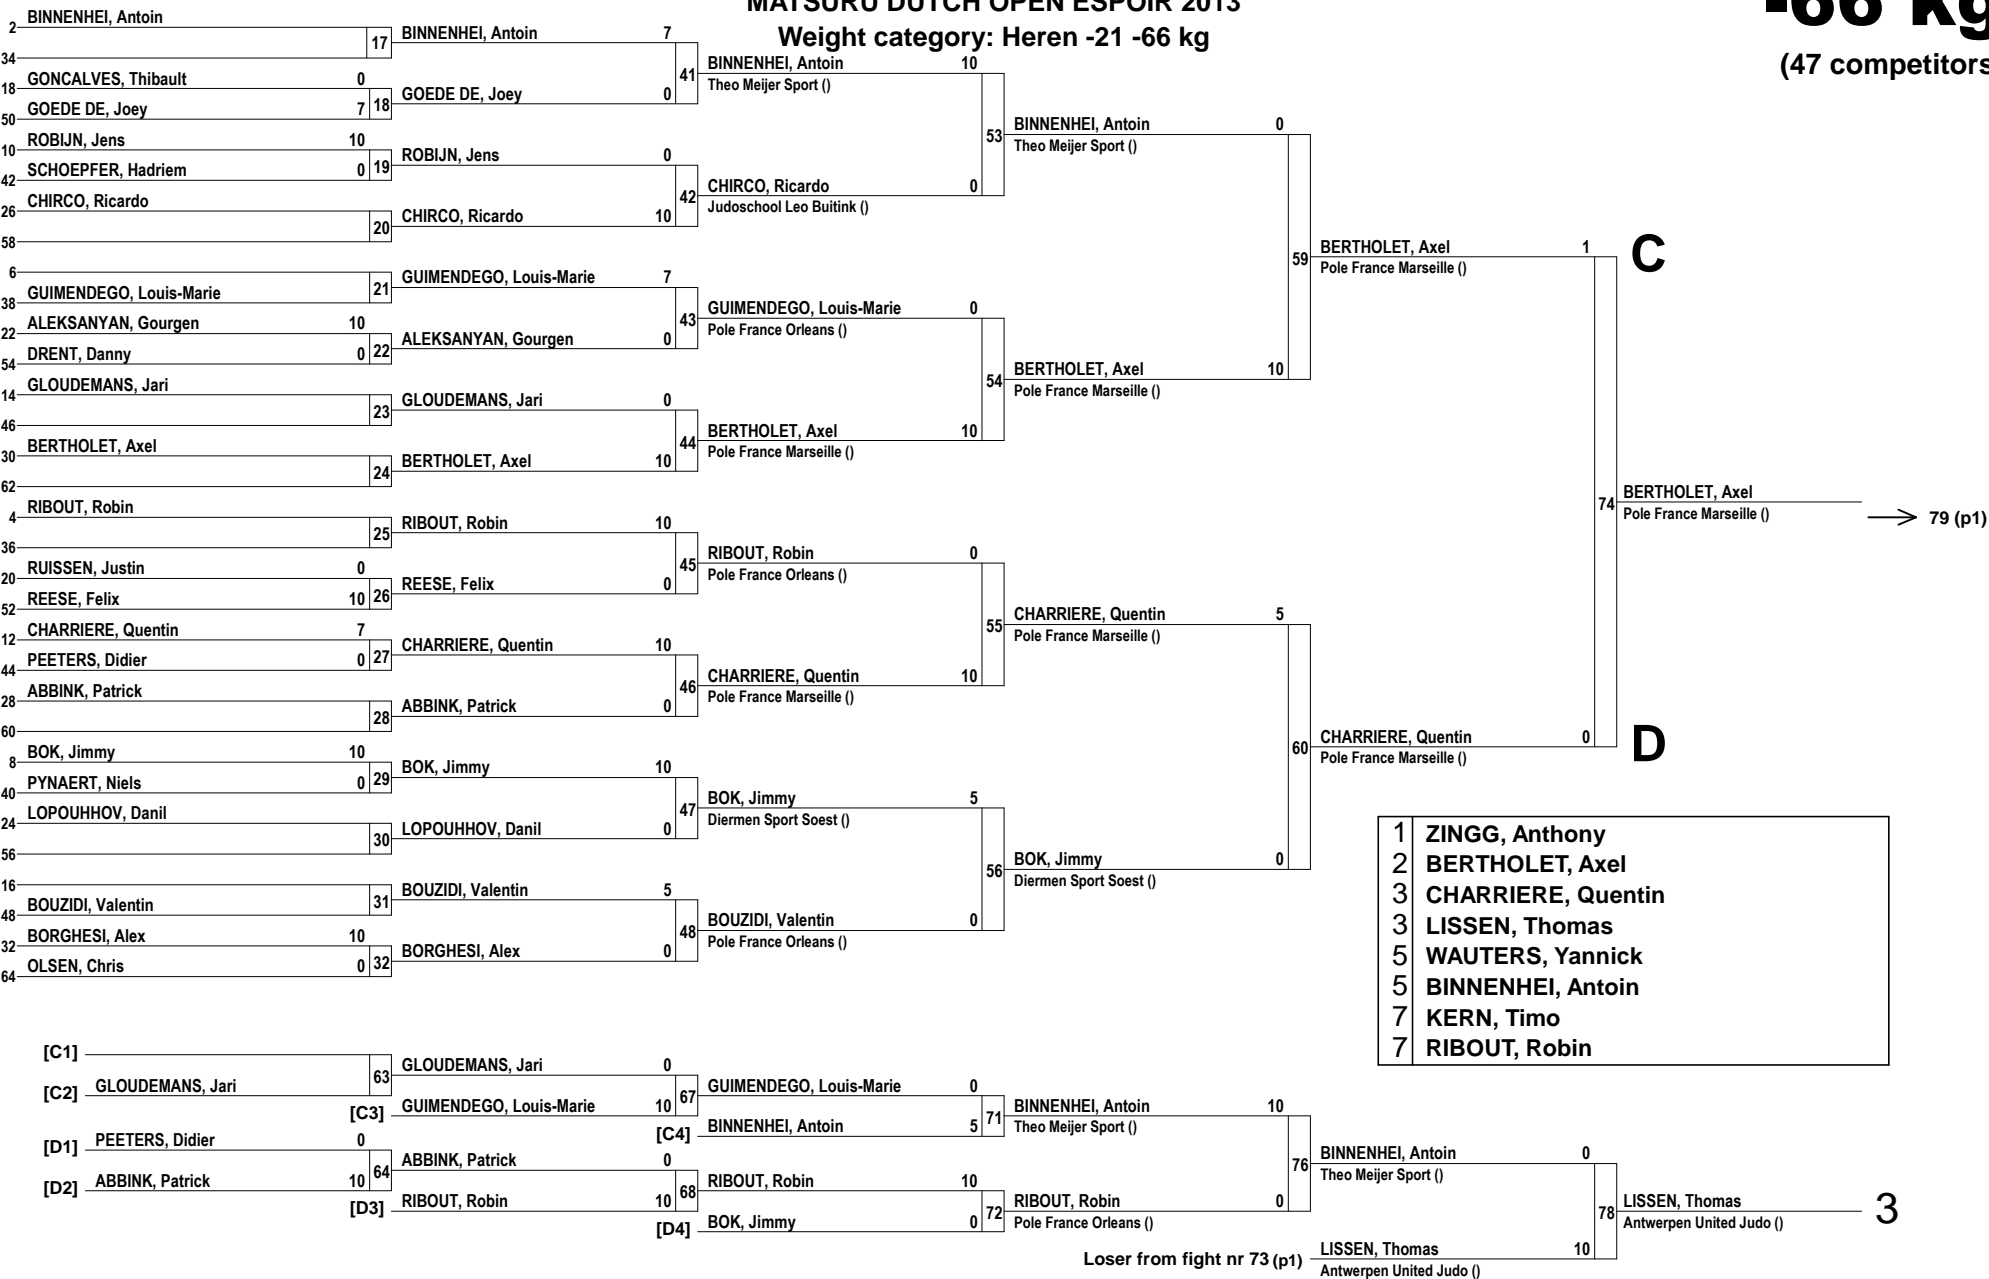 MATSURU DUTCH OPEN ESPOIR 2013
Weight category: Heren -21 -66 kg
-66 kg
(47 competitors
2 BINNENHEI, Antoin
34
17
18 GONCALVES, Thibault 0
50 GOEDE DE, Joey 7
18
10 ROBIJN, Jens 10
42 SCHOEPFER, Hadriem 0
19
26 CHIRCO, Ricardo
58
20
6
38 GUIMENDEGO, Louis-Marie
21
22 ALEKSANYAN, Gourgen 10
54 DRENT, Danny 0
22
14 GLOUDEMANS, Jari
46
23
30 BERTHOLET, Axel
62
24
4 RIBOUT, Robin
36
25
20 RUISSEN, Justin 0
52 REESE, Felix 10
26
12 CHARRIERE, Quentin 7
44 PEETERS, Didier 0
27
28 ABBINK, Patrick
60
28
8 BOK, Jimmy 10
40 PYNAERT, Niels 0
29
24 LOPOUHHOV, Danil
56
30
16
48 BOUZIDI, Valentin
31
32 BORGHESI, Alex 10
64 OLSEN, Chris 0
32
BINNENHEI, Antoin 7
GOEDE DE, Joey 0
41
ROBIJN, Jens 0
CHIRCO, Ricardo 10
42
GUIMENDEGO, Louis-Marie 7
ALEKSANYAN, Gourgen 0
43
GLOUDEMANS, Jari 0
BERTHOLET, Axel 10
44
RIBOUT, Robin 10
REESE, Felix 0
45
CHARRIERE, Quentin 10
ABBINK, Patrick 0
46
BOK, Jimmy 10
LOPOUHHOV, Danil 0
47
BOUZIDI, Valentin 5
BORGHESI, Alex 0
48
BINNENHEI, Antoin 10
Theo Meijer Sport ()
CHIRCO, Ricardo 0
Judoschool Leo Buitink ()
53
GUIMENDEGO, Louis-Marie 0
Pole France Orleans ()
BERTHOLET, Axel 10
Pole France Marseille ()
54
RIBOUT, Robin 0
Pole France Orleans ()
CHARRIERE, Quentin 10
Pole France Marseille ()
55
BOK, Jimmy 5
Diermen Sport Soest ()
BOUZIDI, Valentin 0
Pole France Orleans ()
56
BINNENHEI, Antoin 0
Theo Meijer Sport ()
BERTHOLET, Axel 10
Pole France Marseille ()
59
CHARRIERE, Quentin 5
Pole France Marseille ()
BOK, Jimmy 0
Diermen Sport Soest ()
60
BERTHOLET, Axel 1
Pole France Marseille ()
C
CHARRIERE, Quentin 0
Pole France Marseille ()
D
74
BERTHOLET, Axel
Pole France Marseille ()
79 (p1)
1 ZINGG, Anthony
2 BERTHOLET, Axel
3 CHARRIERE, Quentin
3 LISSEN, Thomas
5 WAUTERS, Yannick
5 BINNENHEI, Antoin
7 KERN, Timo
7 RIBOUT, Robin
[C1]
[C2] GLOUDEMANS, Jari
63
[D1] PEETERS, Didier 0
[D2] ABBINK, Patrick 10
64
GLOUDEMANS, Jari 0
[C3] GUIMENDEGO, Louis-Marie 10
67
ABBINK, Patrick 0
[D3] RIBOUT, Robin 10
68
GUIMENDEGO, Louis-Marie 0
[C4] BINNENHEI, Antoin 5
71
RIBOUT, Robin 10
[D4] BOK, Jimmy 0
72
BINNENHEI, Antoin 10
Theo Meijer Sport ()
RIBOUT, Robin 0
Pole France Orleans ()
76
BINNENHEI, Antoin 0
Theo Meijer Sport ()
Loser from fight nr 73 (p1) LISSEN, Thomas 10
Antwerpen United Judo ()
78
LISSEN, Thomas
Antwerpen United Judo ()
3